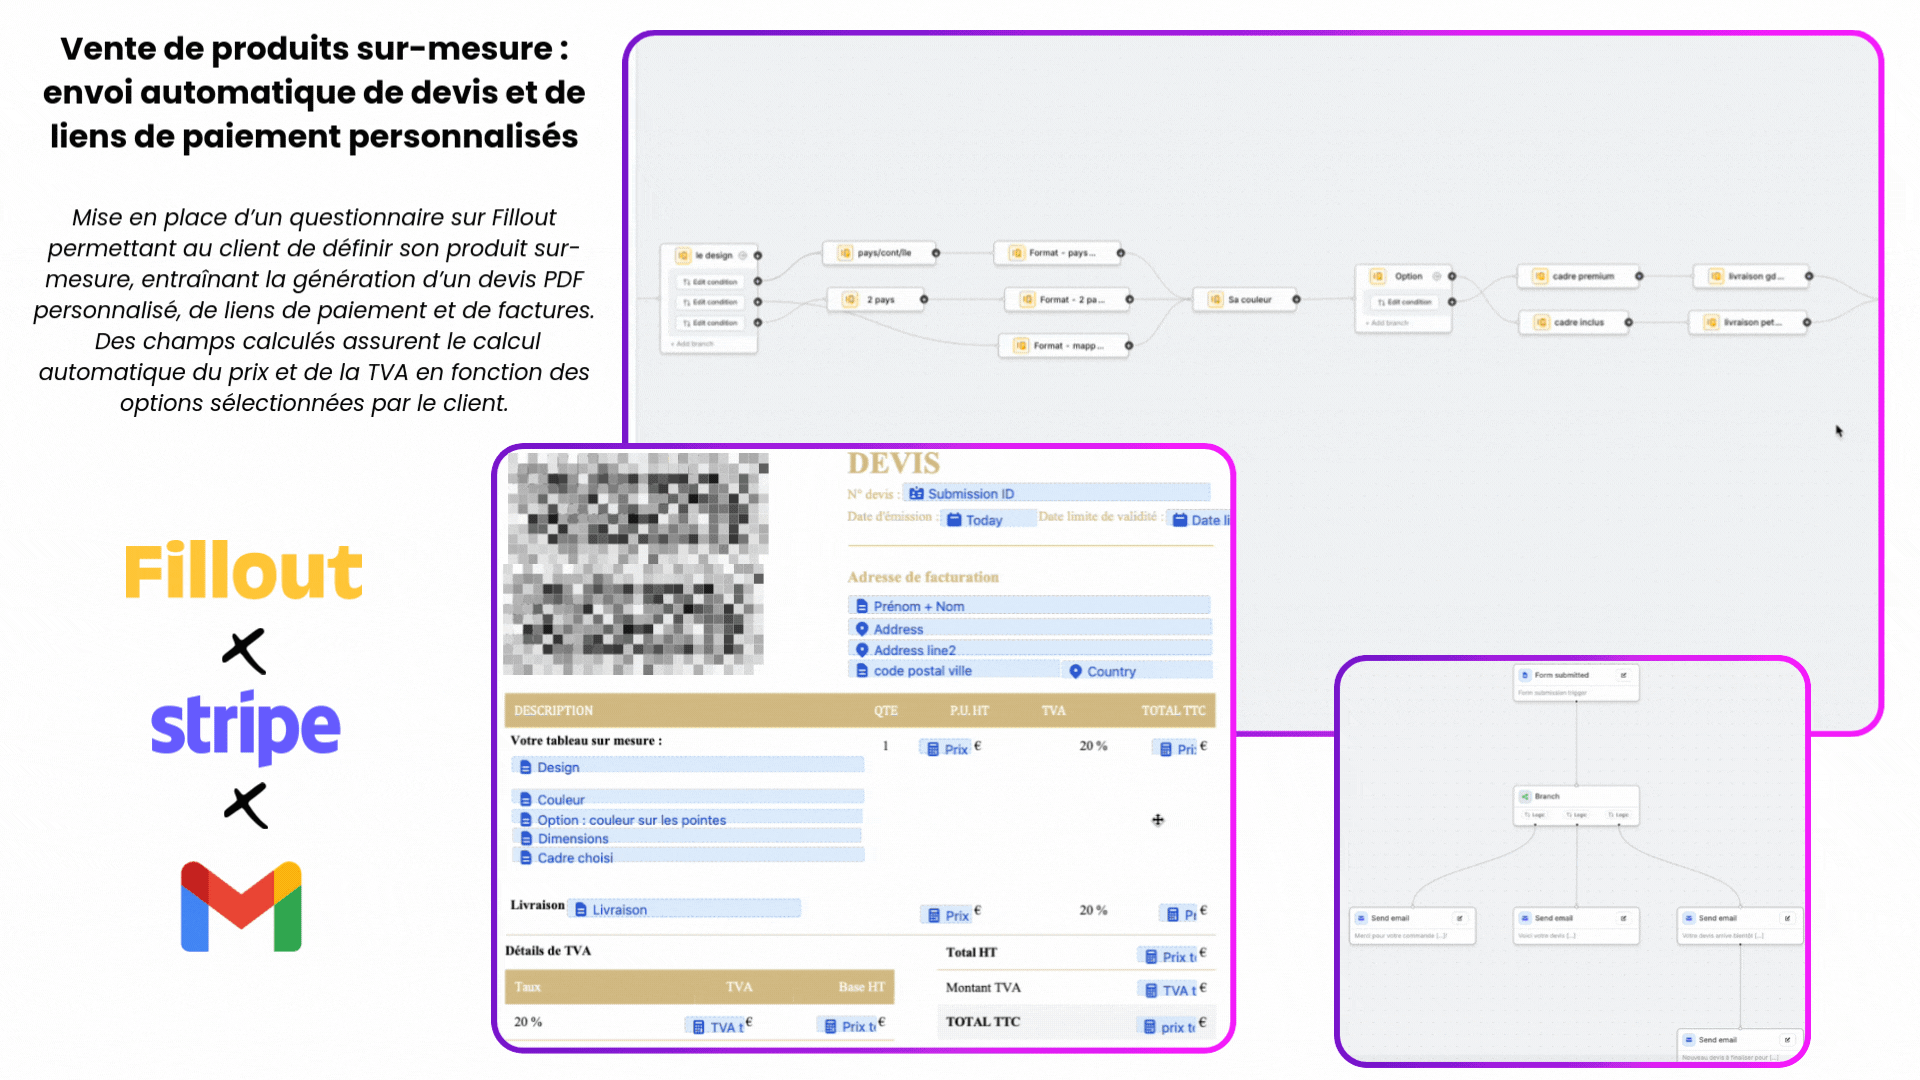 Vente de produits sur-mesure :
envoi automatique de devis et de
liens de paiement personnalisés
Mise en place d'un questionnaire sur Fillout
permettant au client de définir son produit sur-
mesure, entraînant la génération d'un devis PDF
personnalisé, de liens de paiement et de factures.
Des champs calculés assurent le calcul
automatique du prix et de la TVA en fonction des
options sélectionnées par le client.
Fillout
stripe
le design
Edit condition
Edit condition
Edit condition
+ Add branch
pays/cont/île
2 pays
Format - pays...
Format - 2 pa...
Format - mapp...
Sa couleur
Option
Edit condition
+ Add branch
cadre premium
cadre inclus
livraison gd...
livraison pet...
DEVIS
N° devis : Submission ID
Date d'émission : Today Date limite de validité : Date li
Adresse de facturation
Prénom + Nom
Address
Address line2
code postal ville Country
DESCRIPTION QTE P.U. HT TVA TOTAL TTC
Votre tableau sur mesure : 1 Prix € 20 % Pri €
Design
Couleur
Option : couleur sur les pointes
Dimensions
Cadre choisi
Livraison Livraison Prix € 20 % Pr €
Détails de TVA
Taux TVA Base HT
20 % TVA t € Prix t €
Total HT Prix t €
Montant TVA TVA t €
TOTAL TTC prix t €
Form submitted
Form submission trigger
Branch
Logic Logic Logic
Send email
Merci pour votre commande [...]!
Send email
Voici votre devis [...]
Send email
Votre devis arrive bientôt [...]
Send email
Nouveau devis à finaliser pour [...]